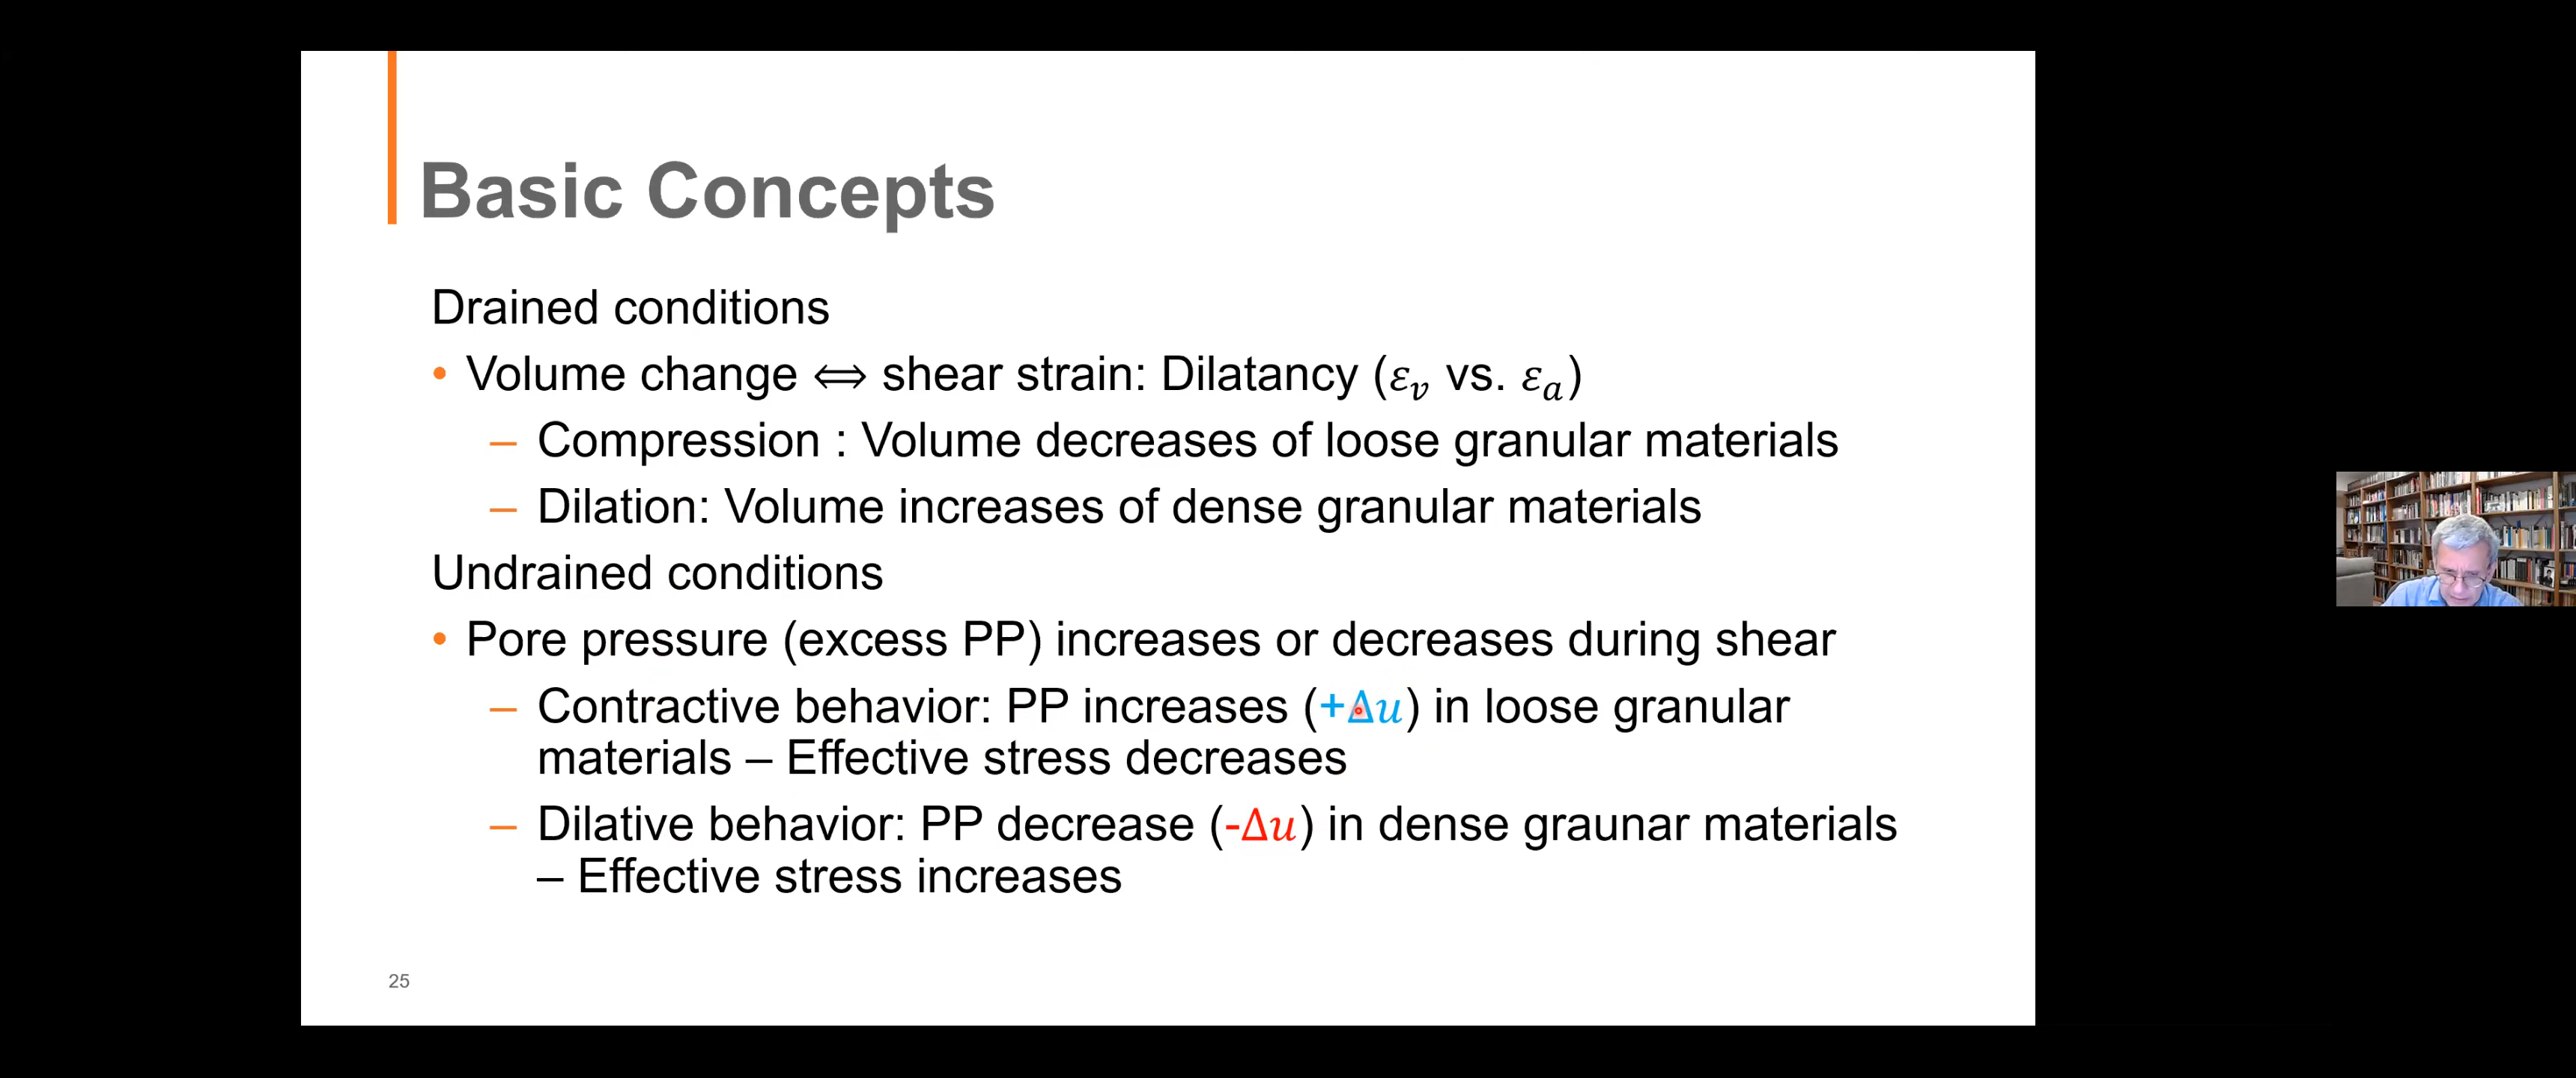 Basic Concepts
Drained conditions
• Volume change ⟺ shear strain: Dilatancy (εv vs. εa)
– Compression : Volume decreases of loose granular materials
– Dilation: Volume increases of dense granular materials
Undrained conditions
• Pore pressure (excess PP) increases or decreases during shear
– Contractive behavior: PP increases (+Δu) in loose granular
materials – Effective stress decreases
– Dilative behavior: PP decrease (-Δu) in dense graunar materials
– Effective stress increases
25